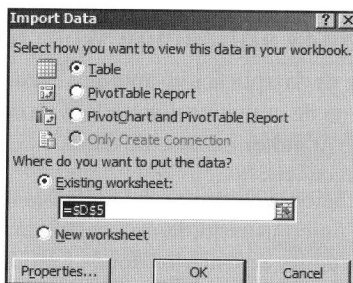 Import Data
Select how you want to view this data in your workbook.
Table
PivotTable Report
PivotChart and PivotTable Report
Only Create Connection
Where do you want to put the data?
Existing worksheet:
=$D$5
New worksheet
Properties...
OK
Cancel